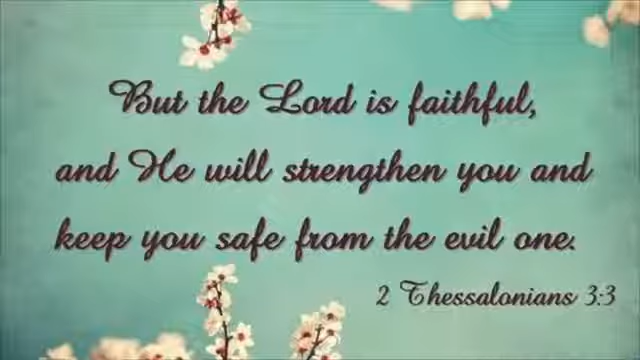 But the Lord is faithful,
and He will strengthen you and
keep you safe from the evil one.
2 Thessalonians 3:3